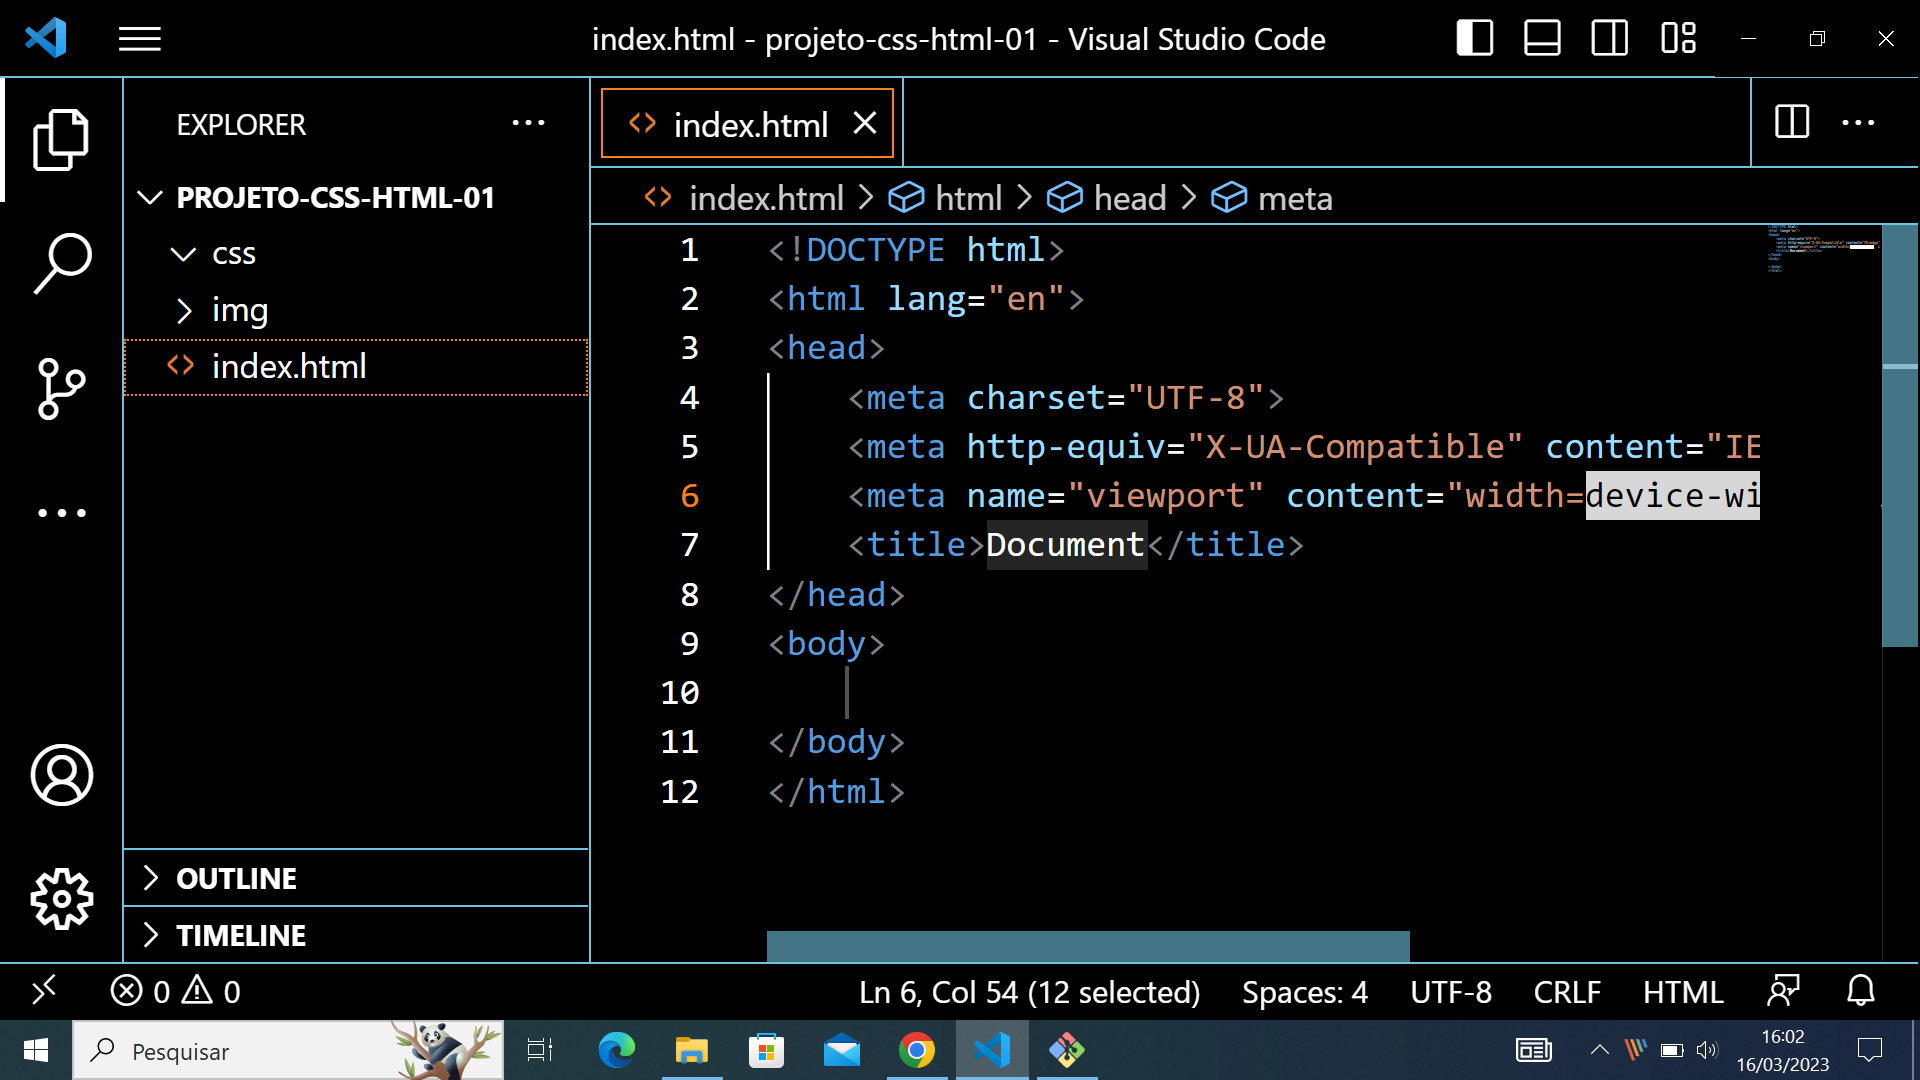 index.html - projeto-css-html-01 - Visual Studio Code
EXPLORER
PROJETO-CSS-HTML-01
css
img
index.html
OUTLINE
TIMELINE
index.html
index.html > html > head > meta
1 <!DOCTYPE html>
2 <html lang="en">
3 <head>
4 <meta charset="UTF-8">
5 <meta http-equiv="X-UA-Compatible" content="IE
6 <meta name="viewport" content="width=device-wi
7 <title>Document</title>
8 </head>
9 <body>
10
11 </body>
12 </html>
0 0
Ln 6, Col 54 (12 selected)
Spaces: 4
UTF-8
CRLF
HTML
Pesquisar
16:02
16/03/2023